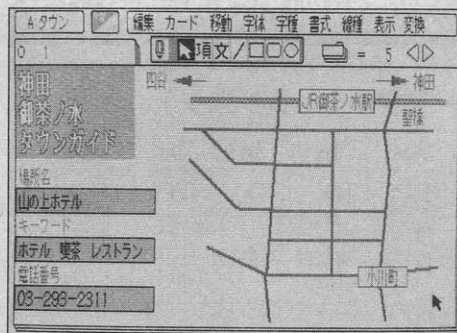 A:タウン 編集 カード 移動 字体 字種 書式 線種 表示 変換
0 1 項文 = 5
神田
御茶ノ水
タウンガイド
場所名
山の上ホテル
キーワード
ホテル 喫茶 レストラン
電話番号
03-293-2311
四谷 神田
JR御茶ノ水駅
聖橋
小川町